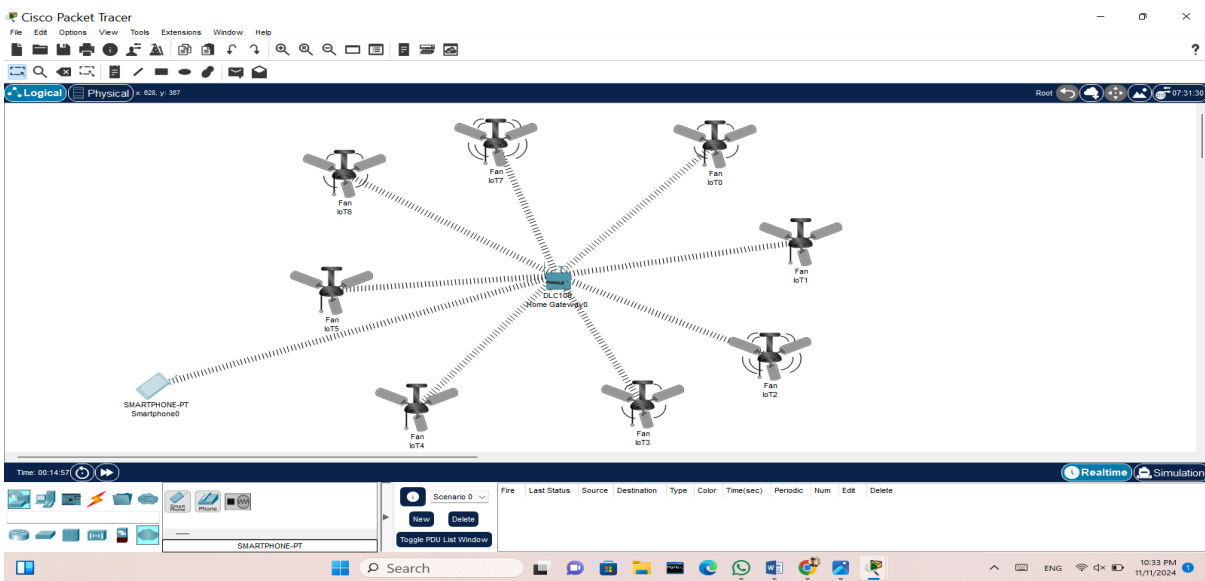 Cisco Packet Tracer
File Edit Options View Tools Extensions Window Help
?
Logical Physical x: 628, y: 367 Root 07:31:30
Fan
IoT7
Fan
IoT0
Fan
IoT6
Fan
IoT1
DLC100
Home Gateway0
Fan
IoT5
Fan
IoT2
SMARTPHONE-PT
Smartphone0
Fan
IoT4
Fan
IoT3
Time: 00:14:57 Realtime Simulation
Scenario 0 Fire Last Status Source Destination Type Color Time(sec) Periodic Num Edit Delete
Smart Phone
Phone
New Delete
Toggle PDU List Window
SMARTPHONE-PT
Search ENG 10:33 PM
11/11/2024 1